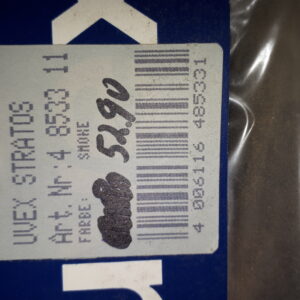 UVEX STRATOS
Art.Nr:4 8533 11
FARBE: SMOKE
52.90
4 006116 485331